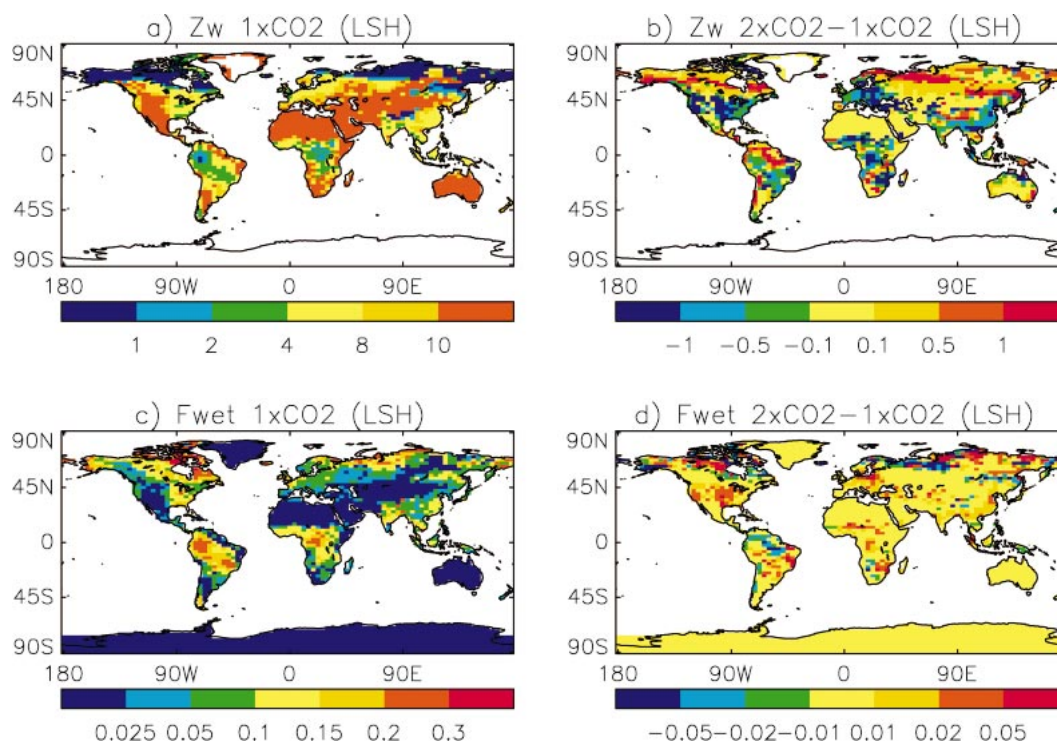 a) Zw 1xCO2 (LSH)
90N
45N
0
45S
90S
180 90W 0 90E
1 2 4 8 10
b) Zw 2xCO2−1xCO2 (LSH)
90N
45N
0
45S
90S
180 90W 0 90E
−1 −0.5 −0.1 0.1 0.5 1
c) Fwet 1xCO2 (LSH)
90N
45N
0
45S
90S
180 90W 0 90E
0.025 0.05 0.1 0.15 0.2 0.3
d) Fwet 2xCO2−1xCO2 (LSH)
90N
45N
0
45S
90S
180 90W 0 90E
−0.05−0.02−0.01 0.01 0.02 0.05